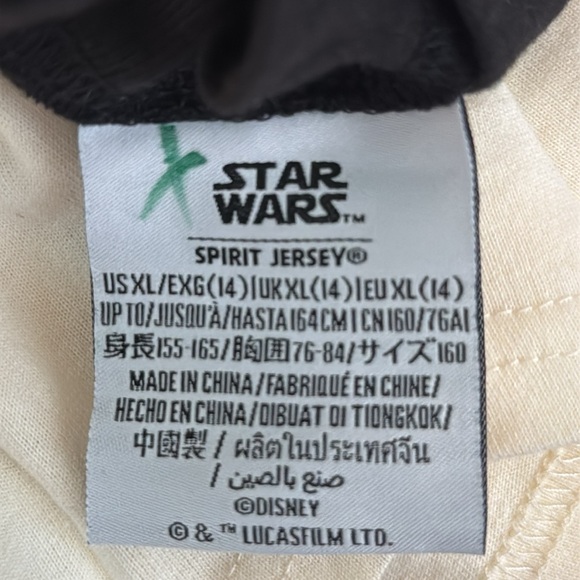 STAR
WARS™
SPIRIT JERSEY®
US XL/EXG(14)|UK XL(14)|EU XL(14)
UP TO/JUSQU'À/HASTA 164CM | CN 160/76A
身長155-165/胸囲76-84/サイズ160
MADE IN CHINA/FABRIQUÉ EN CHINE/
HECHO EN CHINA/DIBUAT DI TIONGKOK/
中國製 / ผลิตในประเทศจีน
/ صنع بالصين
©DISNEY
© & ™ LUCASFILM LTD.